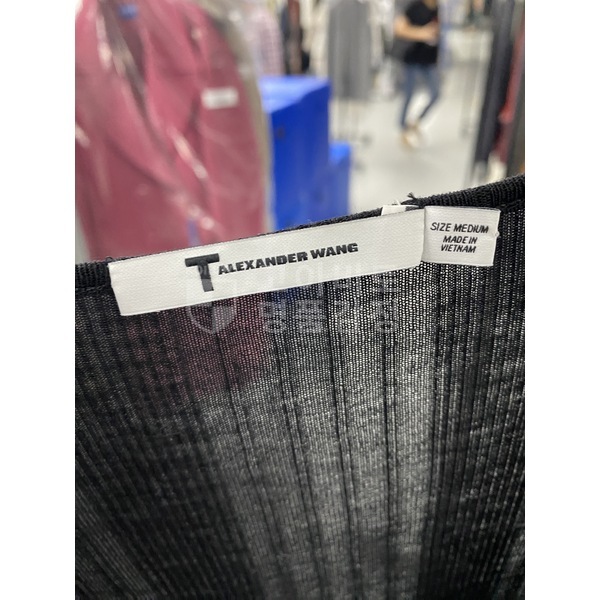 T ALEXANDER WANG
SIZE MEDIUM
MADE IN
VIETNAM